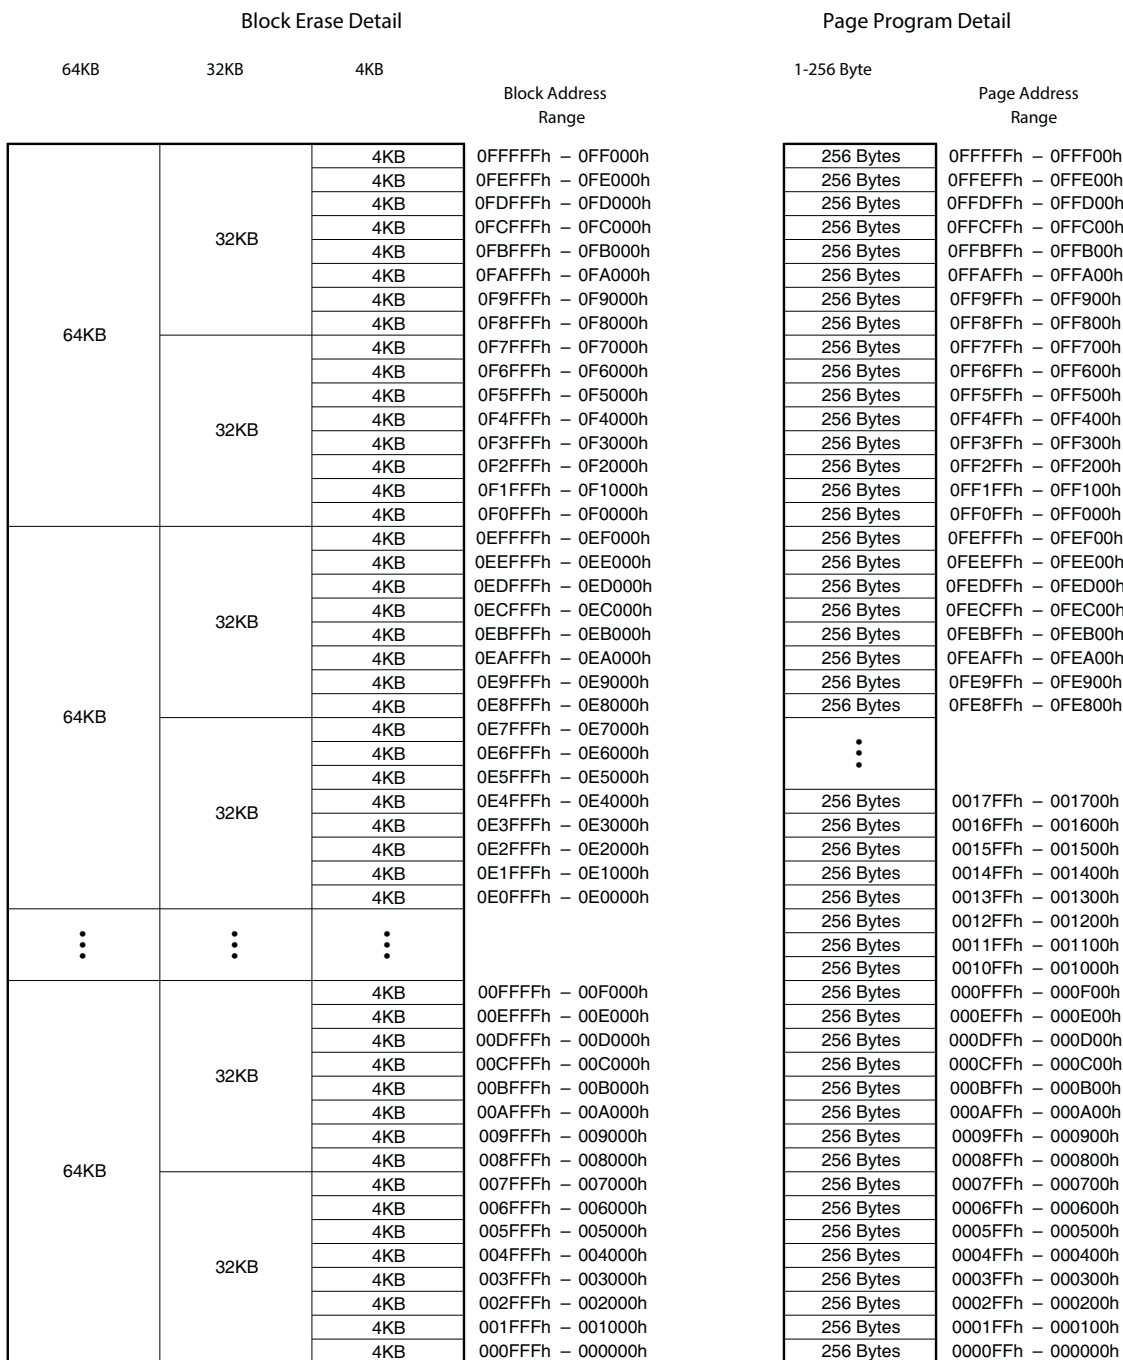 Block Erase Detail Page Program Detail
64KB 32KB 4KB 1-256 Byte
Block Address Page Address
Range Range
4KB 0FFFFFh – 0FF000h 256 Bytes 0FFFFFh – 0FFF00h
4KB 0FEFFFh – 0FE000h 256 Bytes 0FFEFFh – 0FFE00h
4KB 0FDFFFh – 0FD000h 256 Bytes 0FFDFFh – 0FFD00h
4KB 0FCFFFh – 0FC000h 256 Bytes 0FFCFFh – 0FFC00h
32KB
4KB 0FBFFFh – 0FB000h 256 Bytes 0FFBFFh – 0FFB00h
4KB 0FAFFFh – 0FA000h 256 Bytes 0FFAFFh – 0FFA00h
4KB 0F9FFFh – 0F9000h 256 Bytes 0FF9FFh – 0FF900h
4KB 0F8FFFh – 0F8000h 256 Bytes 0FF8FFh – 0FF800h
64KB
4KB 0F7FFFh – 0F7000h 256 Bytes 0FF7FFh – 0FF700h
4KB 0F6FFFh – 0F6000h 256 Bytes 0FF6FFh – 0FF600h
4KB 0F5FFFh – 0F5000h 256 Bytes 0FF5FFh – 0FF500h
4KB 0F4FFFh – 0F4000h 256 Bytes 0FF4FFh – 0FF400h
32KB
4KB 0F3FFFh – 0F3000h 256 Bytes 0FF3FFh – 0FF300h
4KB 0F2FFFh – 0F2000h 256 Bytes 0FF2FFh – 0FF200h
4KB 0F1FFFh – 0F1000h 256 Bytes 0FF1FFh – 0FF100h
4KB 0F0FFFh – 0F0000h 256 Bytes 0FF0FFh – 0FF000h
4KB 0EFFFFh – 0EF000h 256 Bytes 0FEFFFh – 0FEF00h
4KB 0EEFFFh – 0EE000h 256 Bytes 0FEEFFh – 0FEE00h
4KB 0EDFFFh – 0ED000h 256 Bytes 0FEDFFh – 0FED00h
4KB 0ECFFFh – 0EC000h 256 Bytes 0FECFFh – 0FEC00h
32KB
4KB 0EBFFFh – 0EB000h 256 Bytes 0FEBFFh – 0FEB00h
4KB 0EAFFFh – 0EA000h 256 Bytes 0FEAFFh – 0FEA00h
4KB 0E9FFFh – 0E9000h 256 Bytes 0FE9FFh – 0FE900h
4KB 0E8FFFh – 0E8000h 256 Bytes 0FE8FFh – 0FE800h
64KB
4KB 0E7FFFh – 0E7000h
4KB 0E6FFFh – 0E6000h
4KB 0E5FFFh – 0E5000h
4KB 0E4FFFh – 0E4000h 256 Bytes 0017FFh – 001700h
32KB
4KB 0E3FFFh – 0E3000h 256 Bytes 0016FFh – 001600h
4KB 0E2FFFh – 0E2000h 256 Bytes 0015FFh – 001500h
4KB 0E1FFFh – 0E1000h 256 Bytes 0014FFh – 001400h
4KB 0E0FFFh – 0E0000h 256 Bytes 0013FFh – 001300h
256 Bytes 0012FFh – 001200h
256 Bytes 0011FFh – 001100h
256 Bytes 0010FFh – 001000h
4KB 00FFFFh – 00F000h 256 Bytes 000FFFh – 000F00h
4KB 00EFFFh – 00E000h 256 Bytes 000EFFh – 000E00h
4KB 00DFFFh – 00D000h 256 Bytes 000DFFh – 000D00h
4KB 00CFFFh – 00C000h 256 Bytes 000CFFh – 000C00h
32KB
4KB 00BFFFh – 00B000h 256 Bytes 000BFFh – 000B00h
4KB 00AFFFh – 00A000h 256 Bytes 000AFFh – 000A00h
4KB 009FFFh – 009000h 256 Bytes 0009FFh – 000900h
4KB 008FFFh – 008000h 256 Bytes 0008FFh – 000800h
64KB
4KB 007FFFh – 007000h 256 Bytes 0007FFh – 000700h
4KB 006FFFh – 006000h 256 Bytes 0006FFh – 000600h
4KB 005FFFh – 005000h 256 Bytes 0005FFh – 000500h
4KB 004FFFh – 004000h 256 Bytes 0004FFh – 000400h
32KB
4KB 003FFFh – 003000h 256 Bytes 0003FFh – 000300h
4KB 002FFFh – 002000h 256 Bytes 0002FFh – 000200h
4KB 001FFFh – 001000h 256 Bytes 0001FFh – 000100h
4KB 000FFFh – 000000h 256 Bytes 0000FFh – 000000h